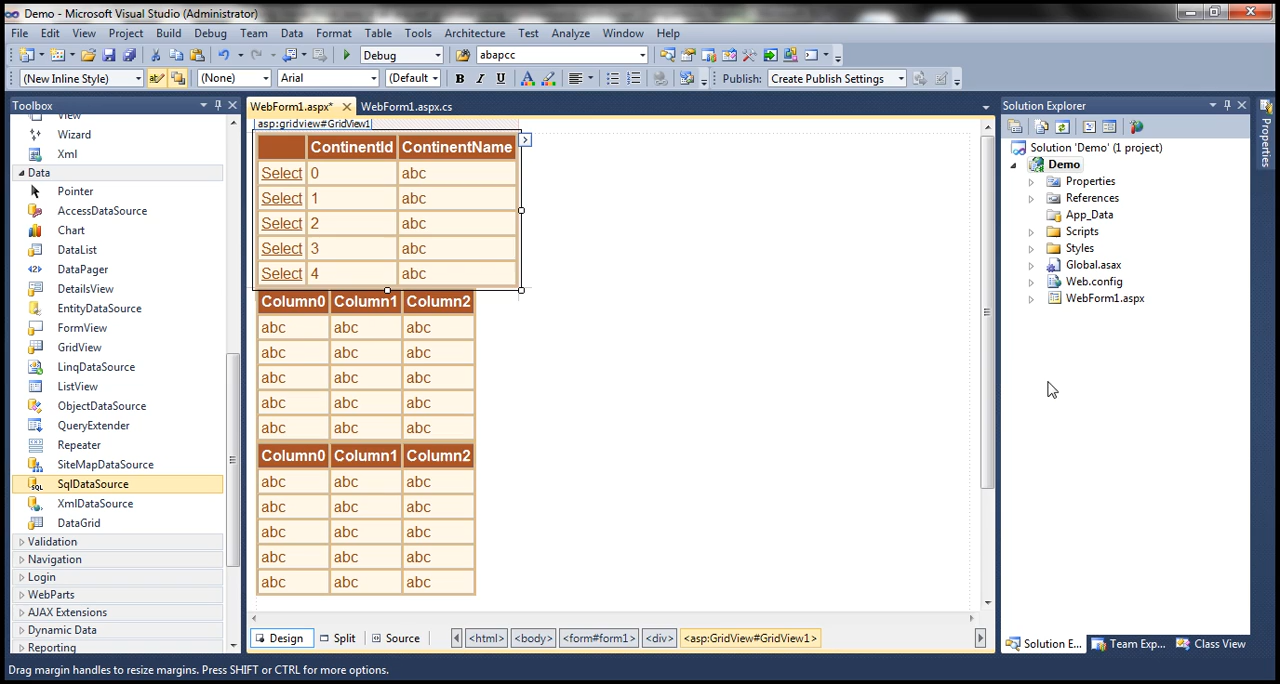 Demo - Microsoft Visual Studio (Administrator)
File Edit View Project Build Debug Team Data Format Table Tools Architecture Test Analyze Window Help
Debug abapcc
(New Inline Style) (None) Arial (Default B I U A Publish: Create Publish Settings
Toolbox
View
Wizard
Xml
Data
Pointer
AccessDataSource
Chart
DataList
DataPager
DetailsView
EntityDataSource
FormView
GridView
LinqDataSource
ListView
ObjectDataSource
QueryExtender
Repeater
SiteMapDataSource
SqlDataSource
XmlDataSource
DataGrid
Validation
Navigation
Login
WebParts
AJAX Extensions
Dynamic Data
Reporting
WebForm1.aspx* WebForm1.aspx.cs
asp:gridview#GridView1
ContinentId ContinentName
Select 0 abc
Select 1 abc
Select 2 abc
Select 3 abc
Select 4 abc
Column0 Column1 Column2
abc abc abc
abc abc abc
abc abc abc
abc abc abc
abc abc abc
Column0 Column1 Column2
abc abc abc
abc abc abc
abc abc abc
abc abc abc
abc abc abc
Design Split Source <html> <body> <form#form1> <div> <asp:GridView#GridView1>
Solution Explorer
Solution 'Demo' (1 project)
Demo
Properties
References
App_Data
Scripts
Styles
Global.asax
Web.config
WebForm1.aspx
Solution E... Team Exp... Class View
Properties
Drag margin handles to resize margins. Press SHIFT or CTRL for more options.